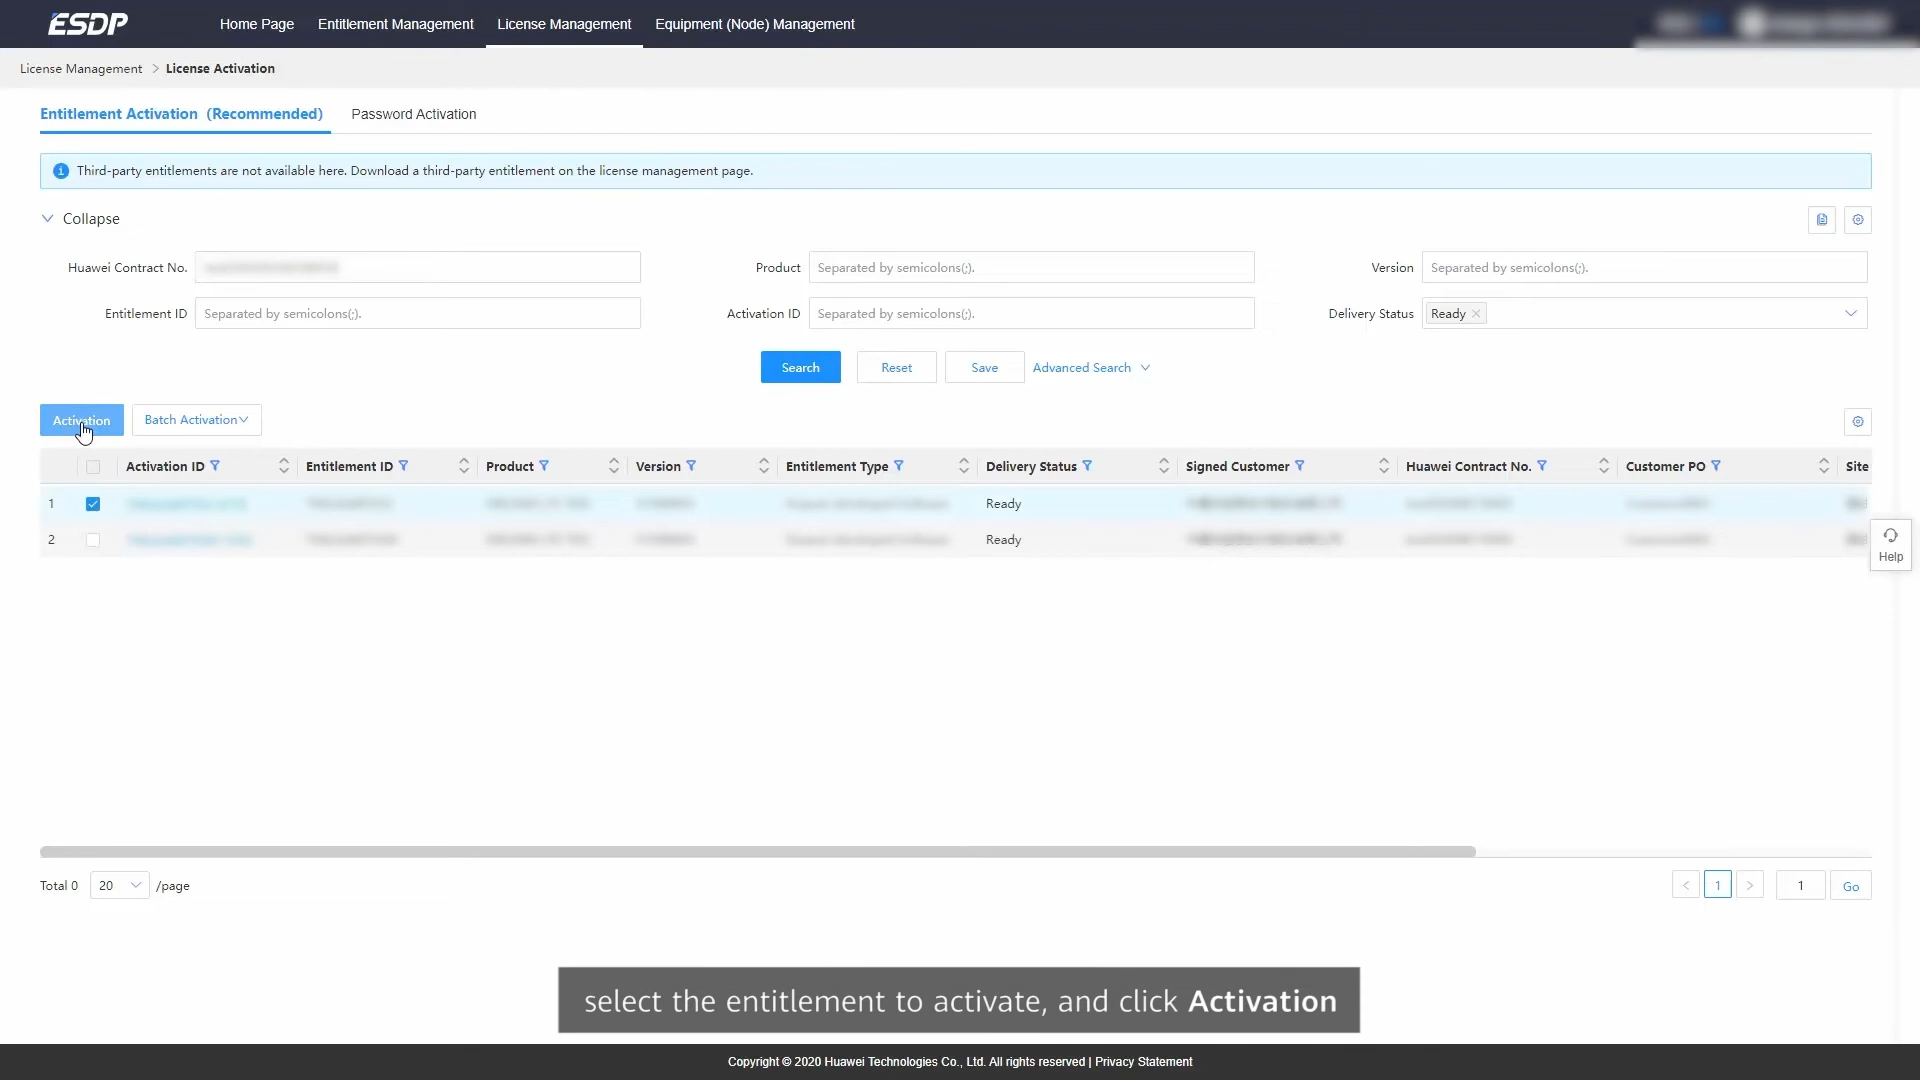 ESDP
Home Page Entitlement Management License Management Equipment (Node) Management
License Management > License Activation
Entitlement Activation (Recommended) Password Activation
Third-party entitlements are not available here. Download a third-party entitlement on the license management page.
Collapse
Huawei Contract No. Product Separated by semicolons(;). Version Separated by semicolons(;).
Entitlement ID Separated by semicolons(;). Activation ID Separated by semicolons(;). Delivery Status Ready
Search Reset Save Advanced Search
Activation Batch Activation
Activation ID Entitlement ID Product Version Entitlement Type Delivery Status Signed Customer Huawei Contract No. Customer PO Site
1 Ready
2 Ready
Help
Total 0 20 /page < 1 > 1 Go
select the entitlement to activate, and click Activation
Copyright © 2020 Huawei Technologies Co., Ltd. All rights reserved | Privacy Statement